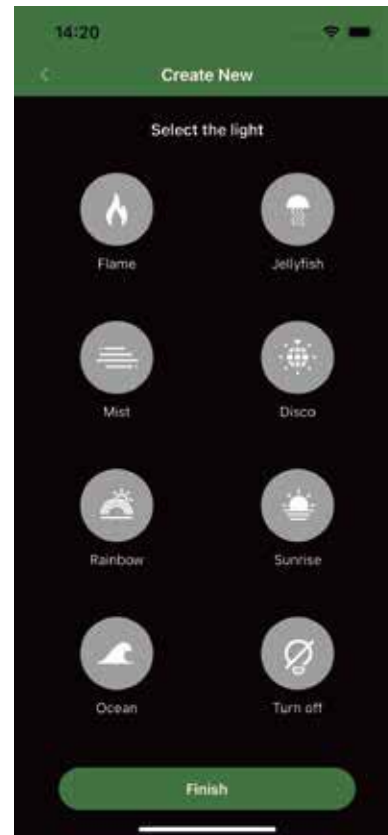 14:20
Create New
Select the light
Flame
Jellyfish
Mist
Disco
Rainbow
Sunrise
Ocean
Turn off
Finish